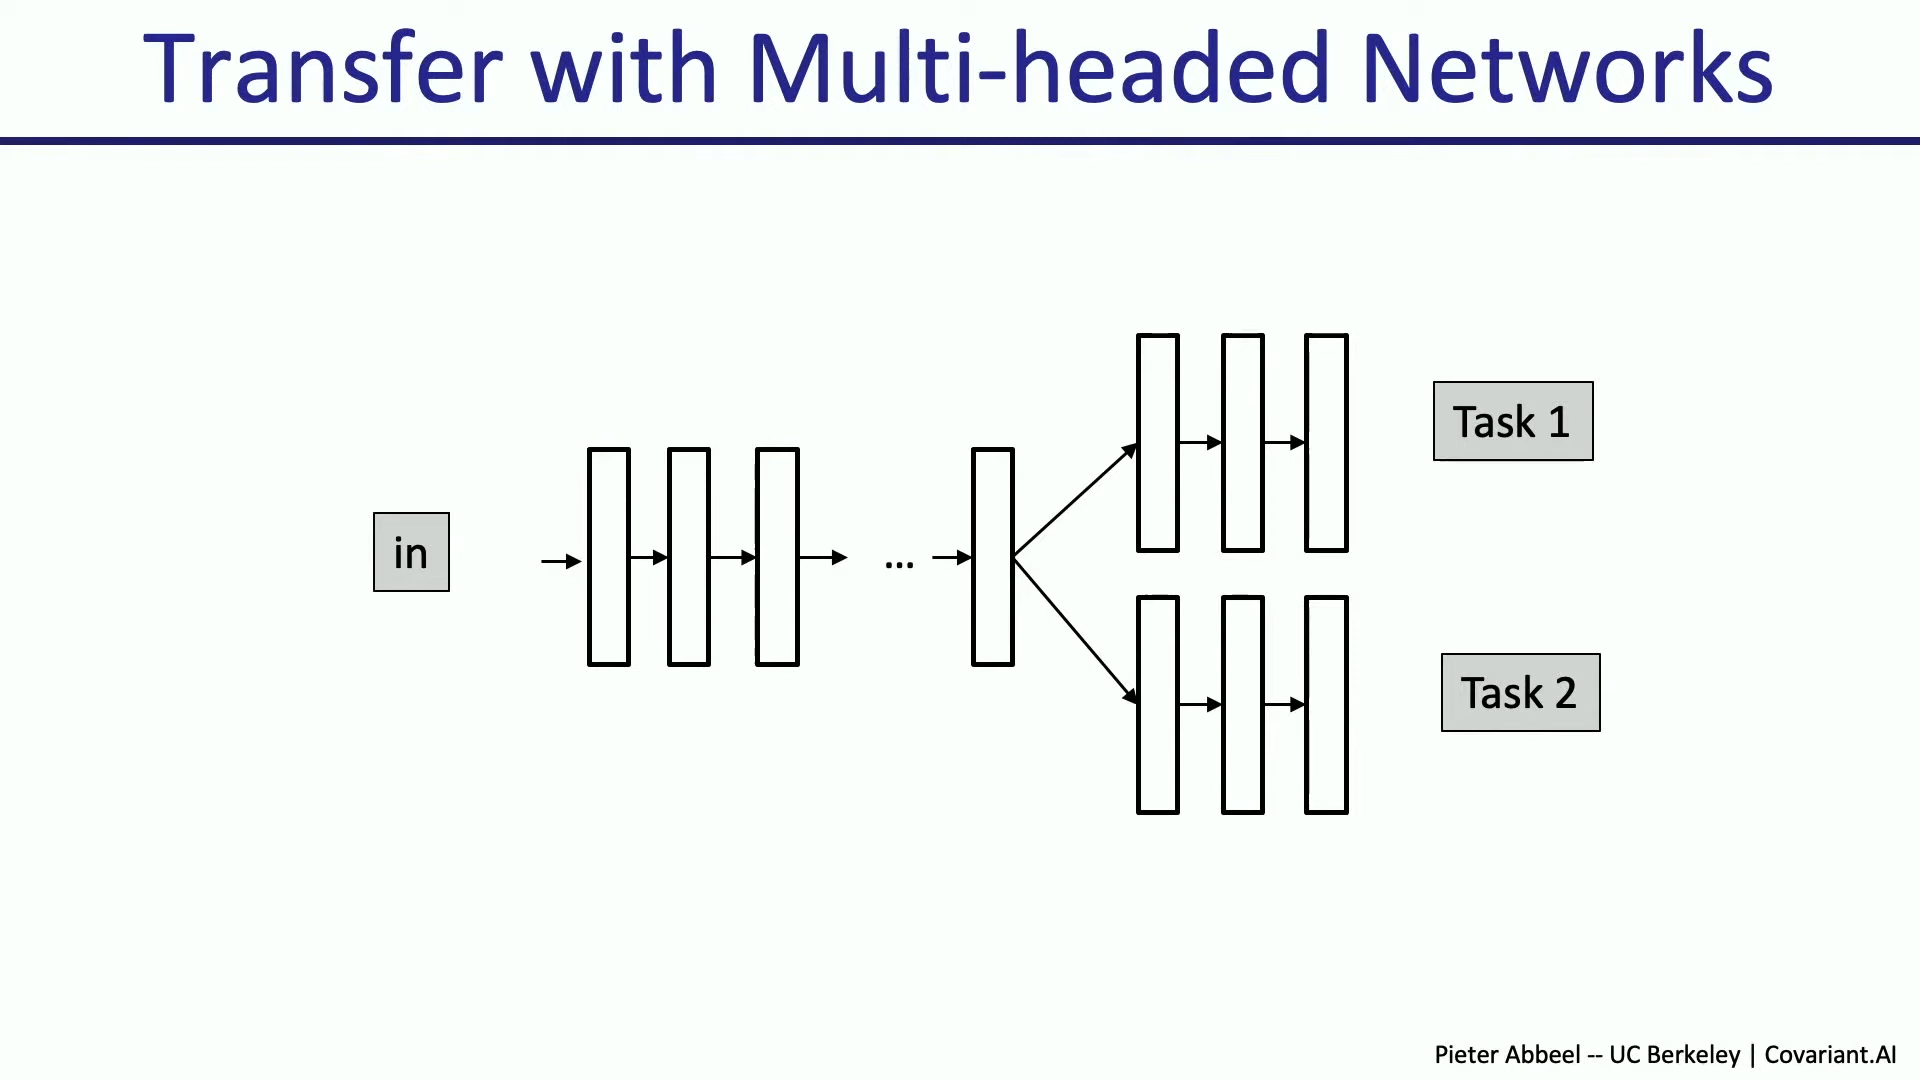 Transfer with Multi-headed Networks
in
...
Task 1
Task 2
Pieter Abbeel -- UC Berkeley | Covariant.AI